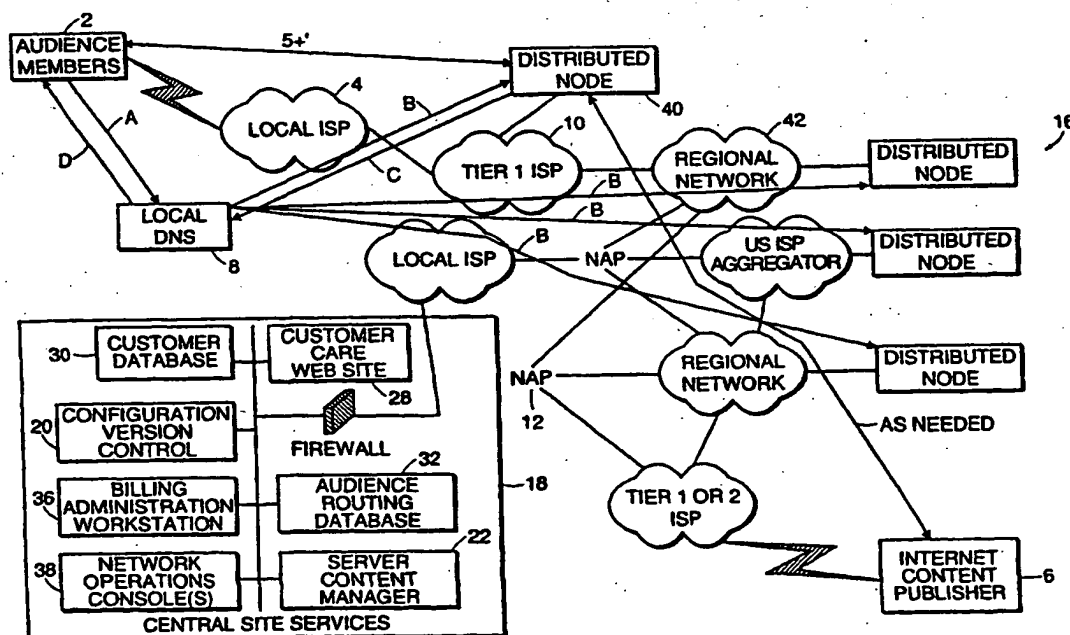 2
AUDIENCE
MEMBERS
5+'
DISTRIBUTED
NODE
40
4
LOCAL ISP
A
D
B
C
10
TIER 1 ISP
42
REGIONAL
NETWORK
16
DISTRIBUTED
NODE
B
B
B
LOCAL
DNS
8
LOCAL ISP
NAP
US ISP
AGGREGATOR
DISTRIBUTED
NODE
REGIONAL
NETWORK
DISTRIBUTED
NODE
NAP
12
AS NEEDED
TIER 1 OR 2
ISP
INTERNET
CONTENT
PUBLISHER
6
30
CUSTOMER
DATABASE
CUSTOMER
CARE
WEB SITE
28
20
CONFIGURATION
VERSION
CONTROL
FIREWALL
18
36
BILLING
ADMINISTRATION
WORKSTATION
32
AUDIENCE
ROUTING
DATABASE
38
NETWORK
OPERATIONS
CONSOLE(S)
22
SERVER
CONTENT
MANAGER
CENTRAL SITE SERVICES